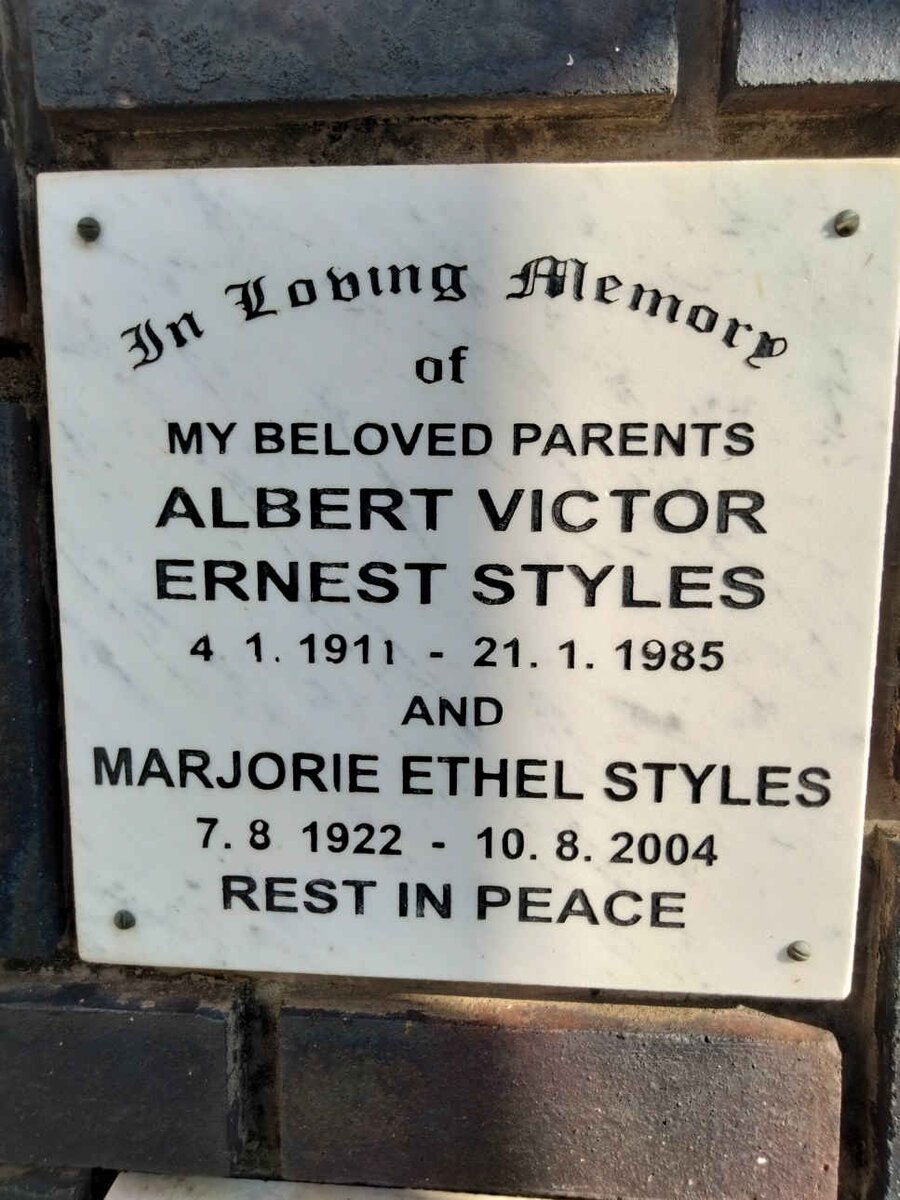 In Loving Memory
of
MY BELOVED PARENTS
ALBERT VICTOR
ERNEST STYLES
4 1. 1911 - 21. 1. 1985
AND
MARJORIE ETHEL STYLES
7. 8 1922 - 10. 8. 2004
REST IN PEACE